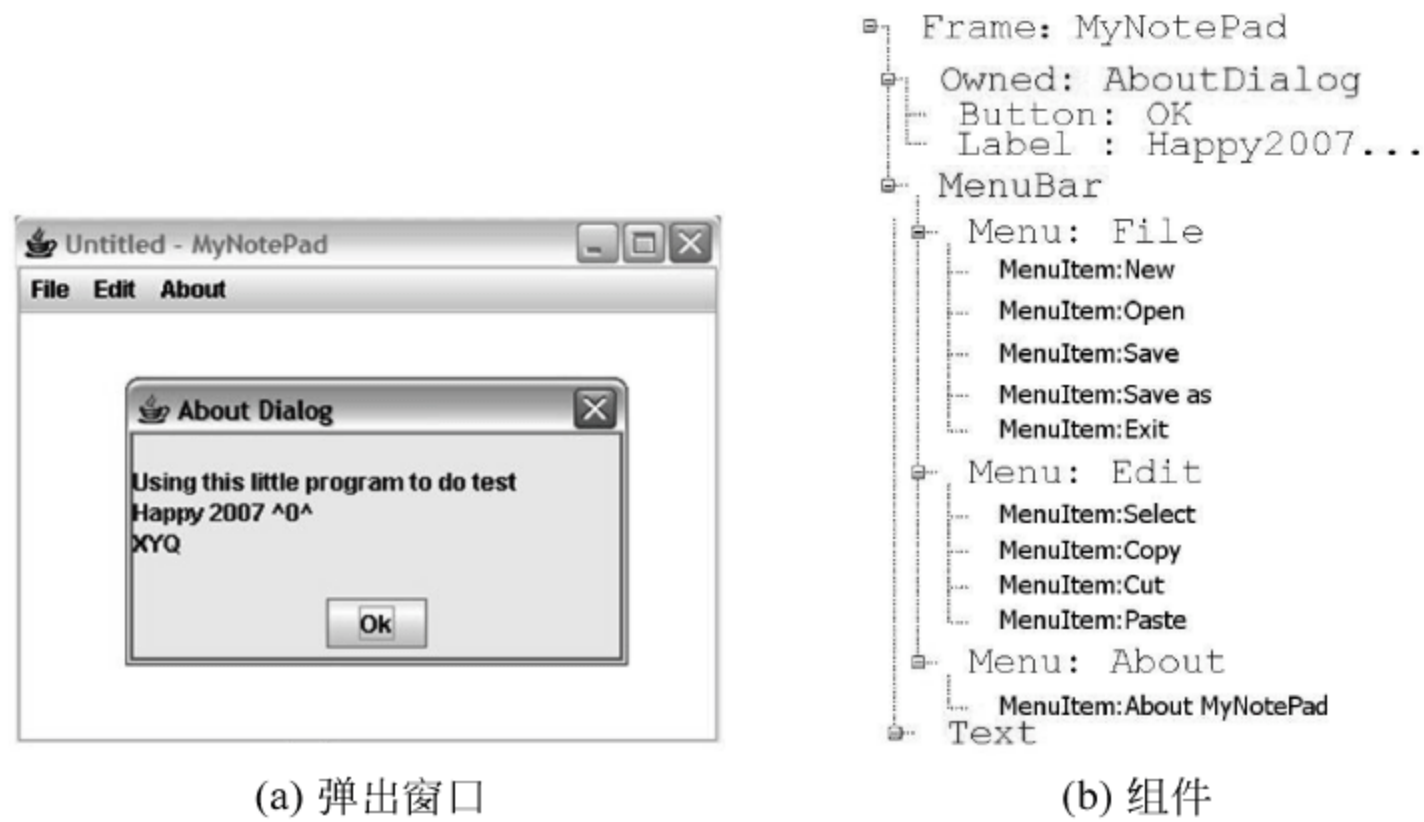 Untitled - MyNotePad
File Edit About
About Dialog
Using this little program to do test
Happy 2007 ^0^
XYQ
Ok
(a) 弹出窗口
Frame: MyNotePad
Owned: AboutDialog
Button: OK
Label : Happy2007...
MenuBar
Menu: File
MenuItem:New
MenuItem:Open
MenuItem:Save
MenuItem:Save as
MenuItem:Exit
Menu: Edit
MenuItem:Select
MenuItem:Copy
MenuItem:Cut
MenuItem:Paste
Menu: About
MenuItem:About MyNotePad
Text
(b) 组件